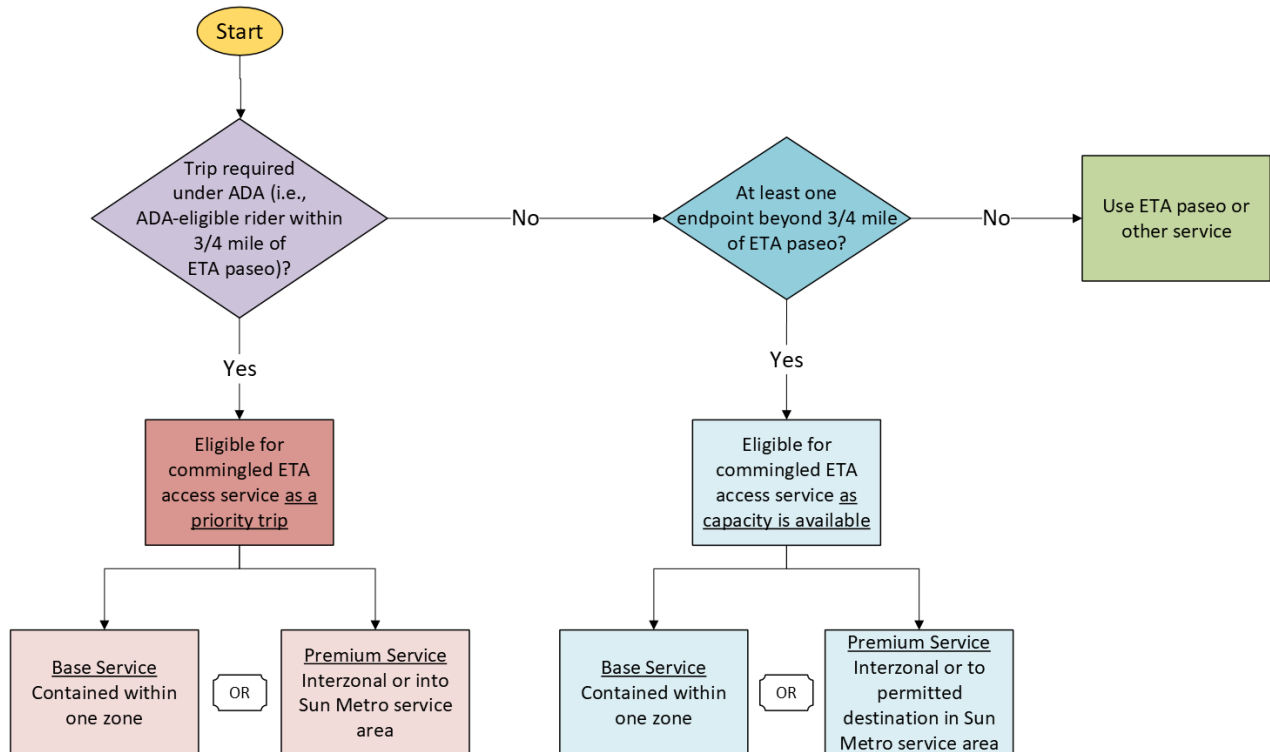 Start
Trip required
under ADA (i.e.,
ADA-eligible rider within
3/4 mile of
ETA paseo)?
No
At least one
endpoint beyond 3/4 mile
of ETA paseo?
No
Use ETA paseo or
other service
Yes
Yes
Eligible for
commingled ETA
access service as a
priority trip
Eligible for
commingled ETA
access service as
capacity is available
Base Service
Contained within
one zone
OR
Premium Service
Interzonal or into
Sun Metro service
area
Base Service
Contained within
one zone
OR
Premium Service
Interzonal or to
permitted
destination in Sun
Metro service area